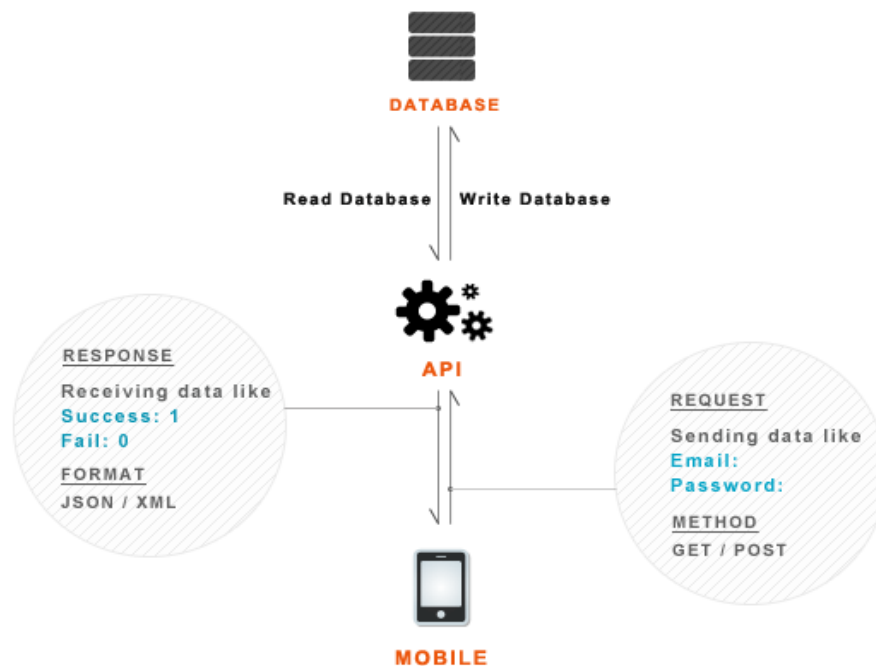 DATABASE
Read Database
Write Database
API
RESPONSE
Receiving data like
Success: 1
Fail: 0
FORMAT
JSON / XML
REQUEST
Sending data like
Email:
Password:
METHOD
GET / POST
MOBILE